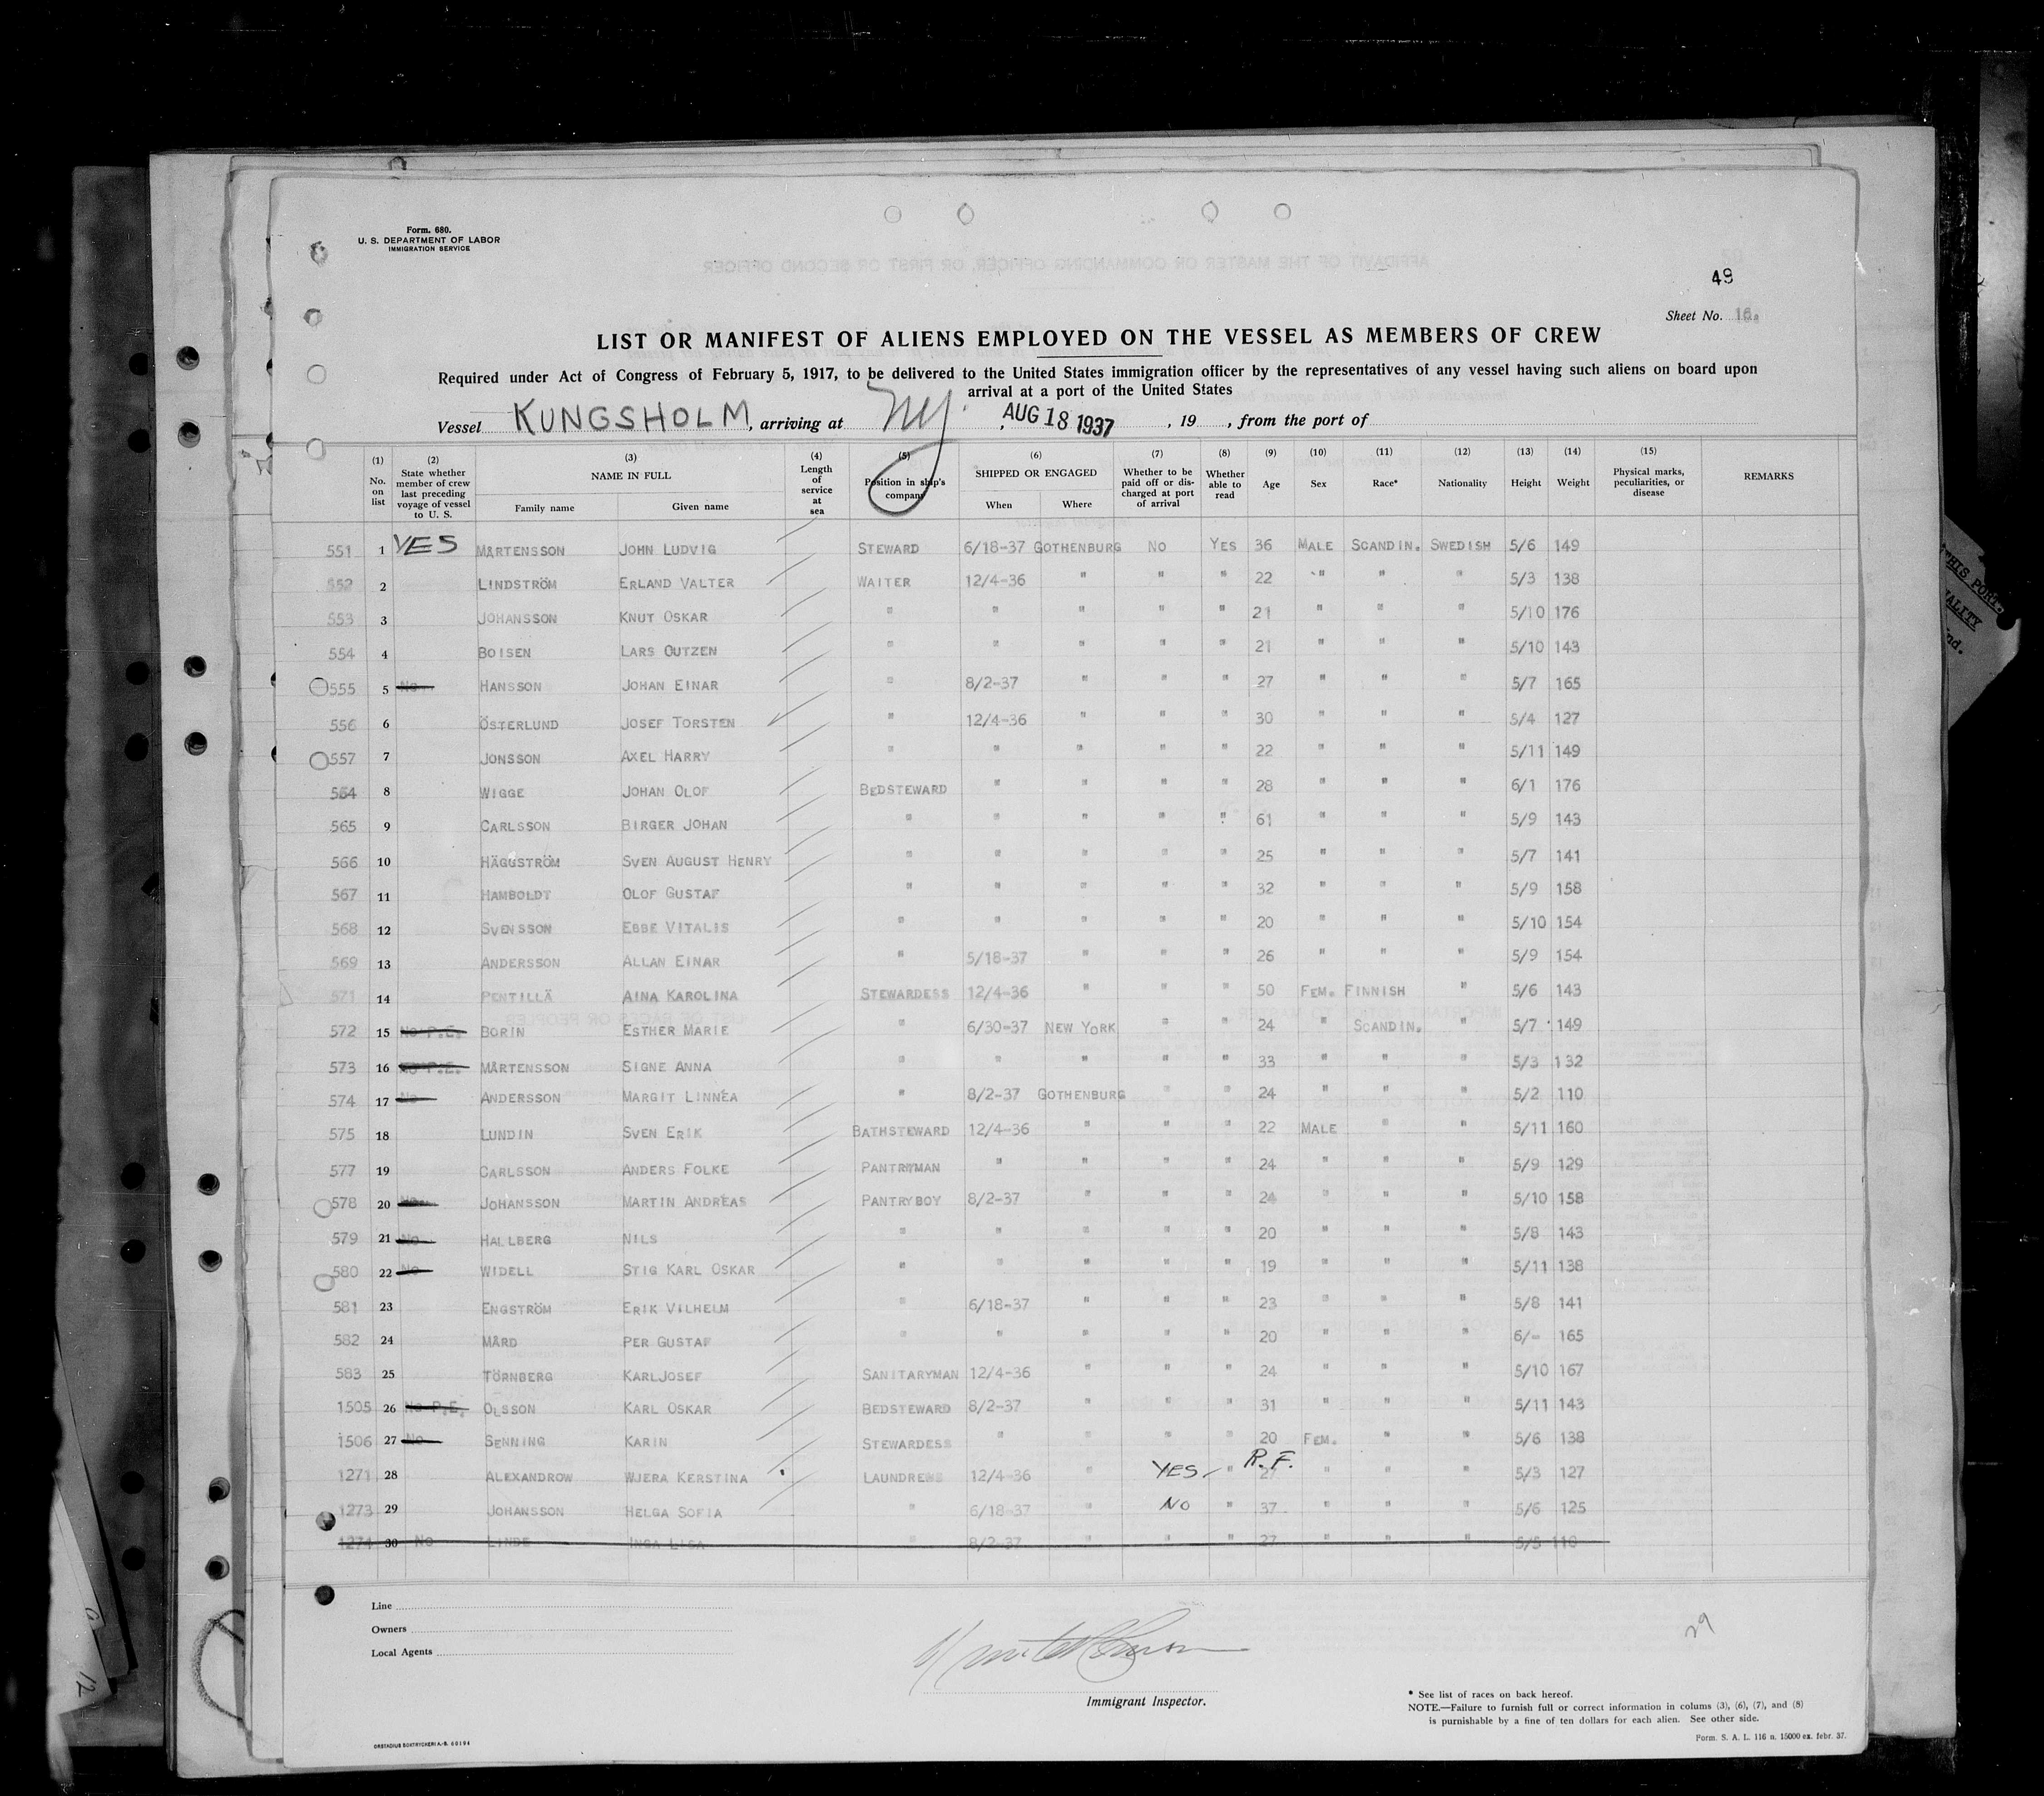 Form. 680.
U. S. DEPARTMENT OF LABOR
IMMIGRATION SERVICE
49
Sheet No. 16
LIST OR MANIFEST OF ALIENS EMPLOYED ON THE VESSEL AS MEMBERS OF CREW
Required under Act of Congress of February 5, 1917, to be delivered to the United States immigration officer by the representatives of any vessel having such aliens on board upon
arrival at a port of the United States
Vessel KUNGSHOLM, arriving at NY, AUG 18 1937, 19 , from the port of
(1) No. on list (2) State whether member of crew last preceding voyage of vessel to U. S. (3) NAME IN FULL Family name Given name (4) Length of service at sea (5) Position in ship's company (6) SHIPPED OR ENGAGED When Where (7) Whether to be paid off or discharged at port of arrival (8) Whether able to read (9) Age (10) Sex (11) Race* (12) Nationality (13) Height (14) Weight (15) Physical marks, peculiarities, or disease REMARKS
551 1 YES MÅRTENSSON JOHN LUDVIG STEWARD 6/18-37 GOTHENBURG NO YES 36 MALE SCANDIN. SWEDISH 5/6 149
552 2 LINDSTRÖM ERLAND VALTER WAITER 12/4-36 " " " 22 " " " 5/3 138
553 3 JOHANSSON KNUT OSKAR " " " " " 21 " " " 5/10 176
554 4 BOISEN LARS OUTZEN " " " " " 21 " " " 5/10 143
555 5 No HANSSON JOHAN EINAR " 8/2-37 " " " 27 " " " 5/7 165
556 6 ÖSTERLUND JOSEF TORSTEN " 12/4-36 " " " 30 " " " 5/4 127
557 7 JONSSON AXEL HARRY " " " " " 22 " " " 5/11 149
564 8 WIGGE JOHAN OLOF BEDSTEWARD " " " " 28 " " " 6/1 176
565 9 CARLSSON BIRGER JOHAN " " " " " 61 " " " 5/9 143
566 10 HÄGGSTRÖM SVEN AUGUST HENRY " " " " " 25 " " " 5/7 141
567 11 HAMBOLDT OLOF GUSTAF " " " " " 32 " " " 5/9 158
568 12 SVENSSON EBBE VITALIS " " " " " 20 " " " 5/10 154
569 13 ANDERSSON ALLAN EINAR " 5/18-37 " " " 26 " " " 5/9 154
571 14 PENTILLÄ AINA KAROLINA STEWARDESS 12/4-36 " " " 50 FEM. FINNISH " 5/6 143
572 15 No P.E. BORIN ESTHER MARIE " 6/30-37 NEW YORK " " 24 " SCANDIN. " 5/7 149
573 16 No P.E. MÅRTENSSON SIGNE ANNA " " " " " 33 " " " 5/3 132
574 17 No ANDERSSON MARGIT LINNÉA " 8/2-37 GOTHENBURG " " 24 " " " 5/2 110
575 18 LUNDIN SVEN ERIK BATHSTEWARD 12/4-36 " " " 22 MALE " " 5/11 160
577 19 CARLSSON ANDERS FOLKE PANTRYMAN " " " " 24 " " " 5/9 129
578 20 No JOHANSSON MARTIN ANDRÉAS PANTRYBOY 8/2-37 " " " 24 " " " 5/10 158
579 21 No HALLBERG NILS " " " " " 20 " " " 5/8 143
580 22 No WIDELL STIG KARL OSKAR " " " " " 19 " " " 5/11 138
581 23 ENGSTRÖM ERIK VILHELM " 6/18-37 " " " 23 " " " 5/8 141
582 24 MÅRD PER GUSTAF " " " " " 20 " " " 6/- 165
583 25 TÖRNBERG KARLJOSEF SANITARYMAN 12/4-36 " " " 24 " " " 5/10 167
1505 26 No P.E. OLSSON KARL OSKAR BEDSTEWARD 8/2-37 " " " 31 " " " 5/11 143
1506 27 No SENNING KARIN STEWARDESS " " " " 20 FEM. " " 5/6 138
1271 28 ALEXANDROW WJERA KERSTINA LAUNDRESS 12/4-36 " YES " R.F. 27 " " " 5/3 127
1273 29 JOHANSSON HELGA SOFIA " 6/18-37 " NO " 37 " " " 5/6 125
1274 30 No LINDE INGA LISA " 8/2-37 " " " 27 " " " 5/5 110
Line
Owners
Local Agents
29
Immigrant Inspector.
* See list of races on back hereof.
NOTE.—Failure to furnish full or correct information in colums (3), (6), (7), and (8)
is purnishable by a fine of ten dollars for each alien. See other side.
Form. S. A. L. 116 n. 15000 ex. febr. 37.
THIS PORT.